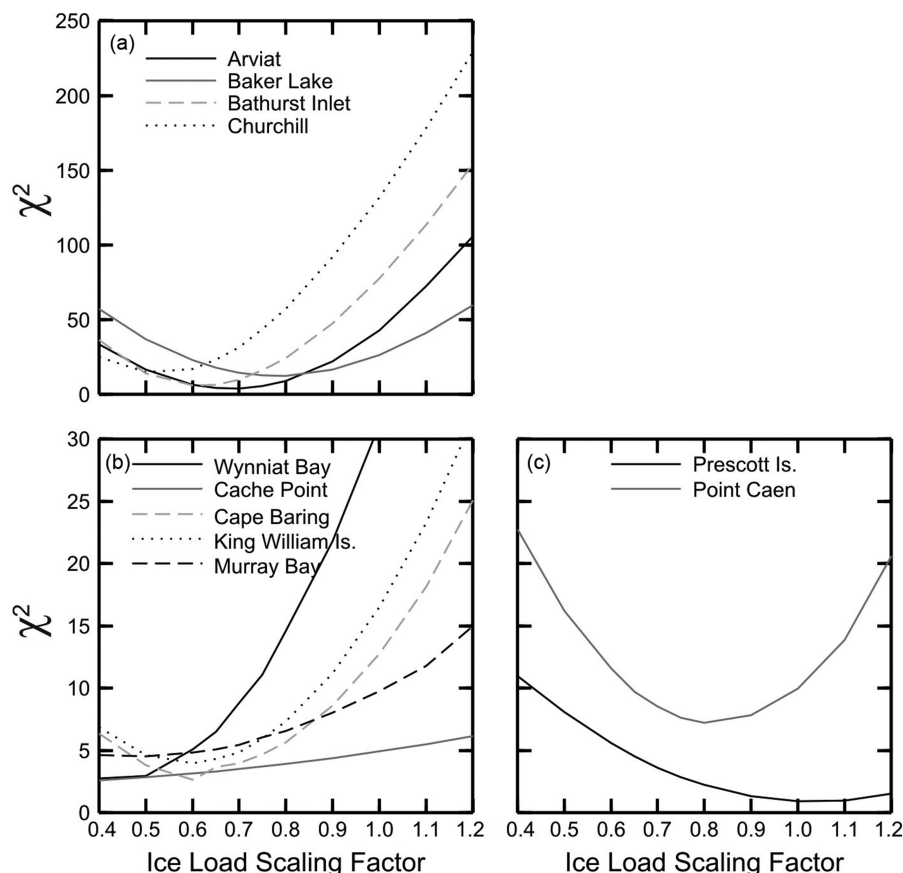 250
(a)
Arviat
Baker Lake
200
Bathurst Inlet
Churchill
150
χ²
100
50
0
30
(b)
Wynniat Bay
Cache Point
25
Cape Baring
King William Is.
Murray Bay
20
χ²
15
10
5
0
0.4 0.5 0.6 0.7 0.8 0.9 1.0 1.1 1.2
Ice Load Scaling Factor
(c)
Prescott Is.
Point Caen
0.4 0.5 0.6 0.7 0.8 0.9 1.0 1.1 1.2
Ice Load Scaling Factor